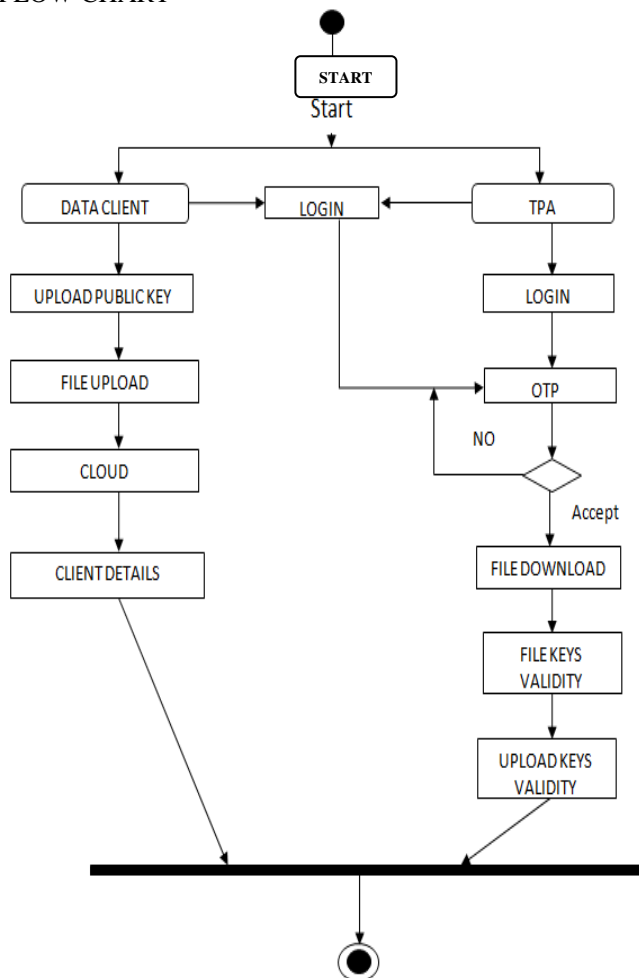 FLOW CHART
START
Start
DATA CLIENT
LOGIN
TPA
UPLOAD PUBLIC KEY
LOGIN
FILE UPLOAD
OTP
NO
CLOUD
Accept
CLIENT DETAILS
FILE DOWNLOAD
FILE KEYS
VALIDITY
UPLOAD KEYS
VALIDITY